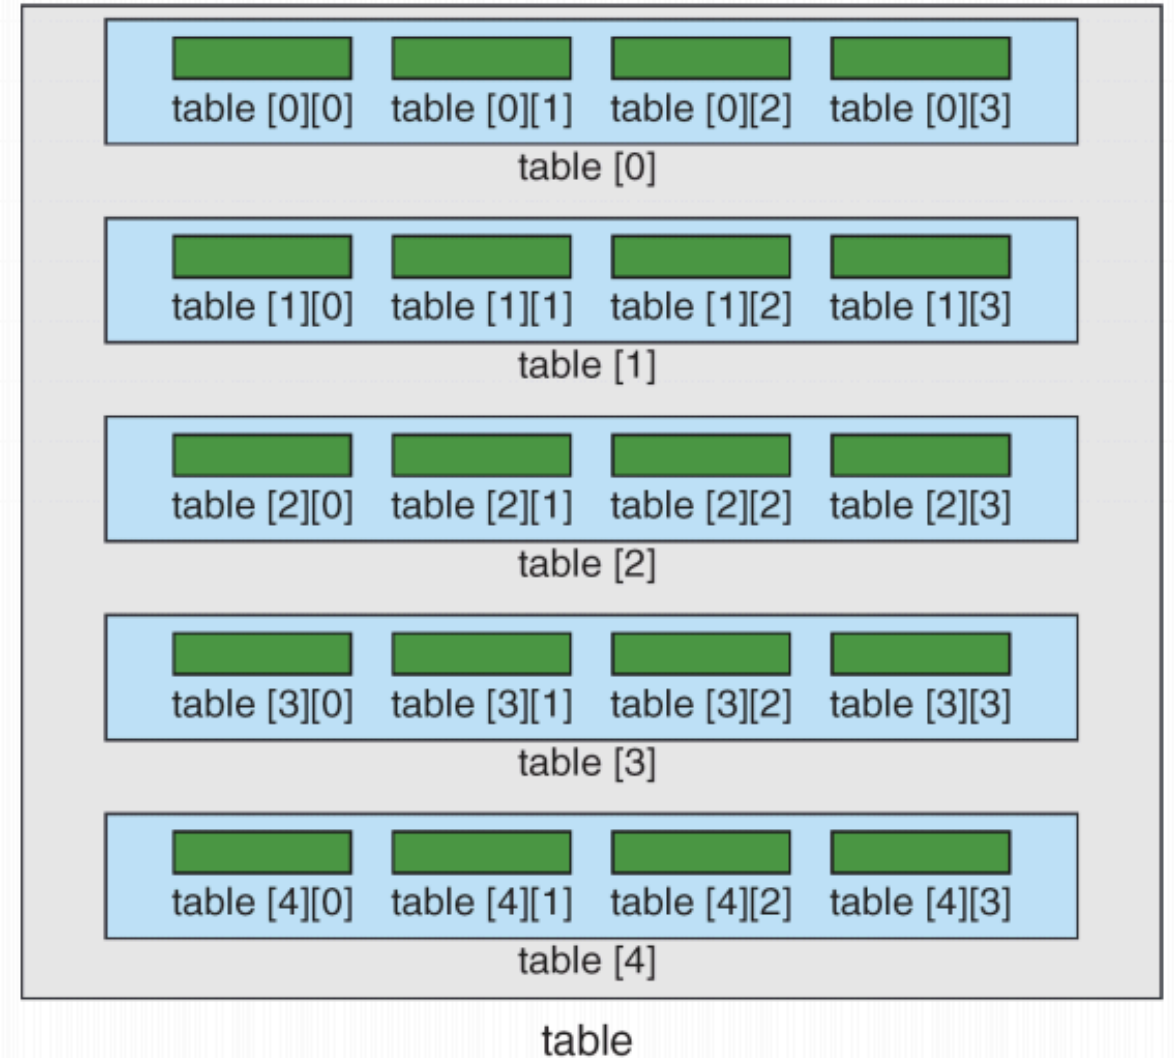 table [0][0] table [0][1] table [0][2] table [0][3]
table [0]
table [1][0] table [1][1] table [1][2] table [1][3]
table [1]
table [2][0] table [2][1] table [2][2] table [2][3]
table [2]
table [3][0] table [3][1] table [3][2] table [3][3]
table [3]
table [4][0] table [4][1] table [4][2] table [4][3]
table [4]
table